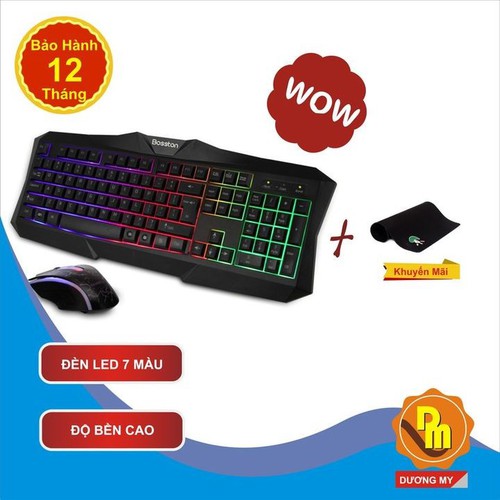 Bảo Hành
12
Tháng
WOW
Bosston
Khuyến Mãi
ĐÈN LED 7 MÀU
ĐỘ BỀN CAO
DM
DƯƠNG MY